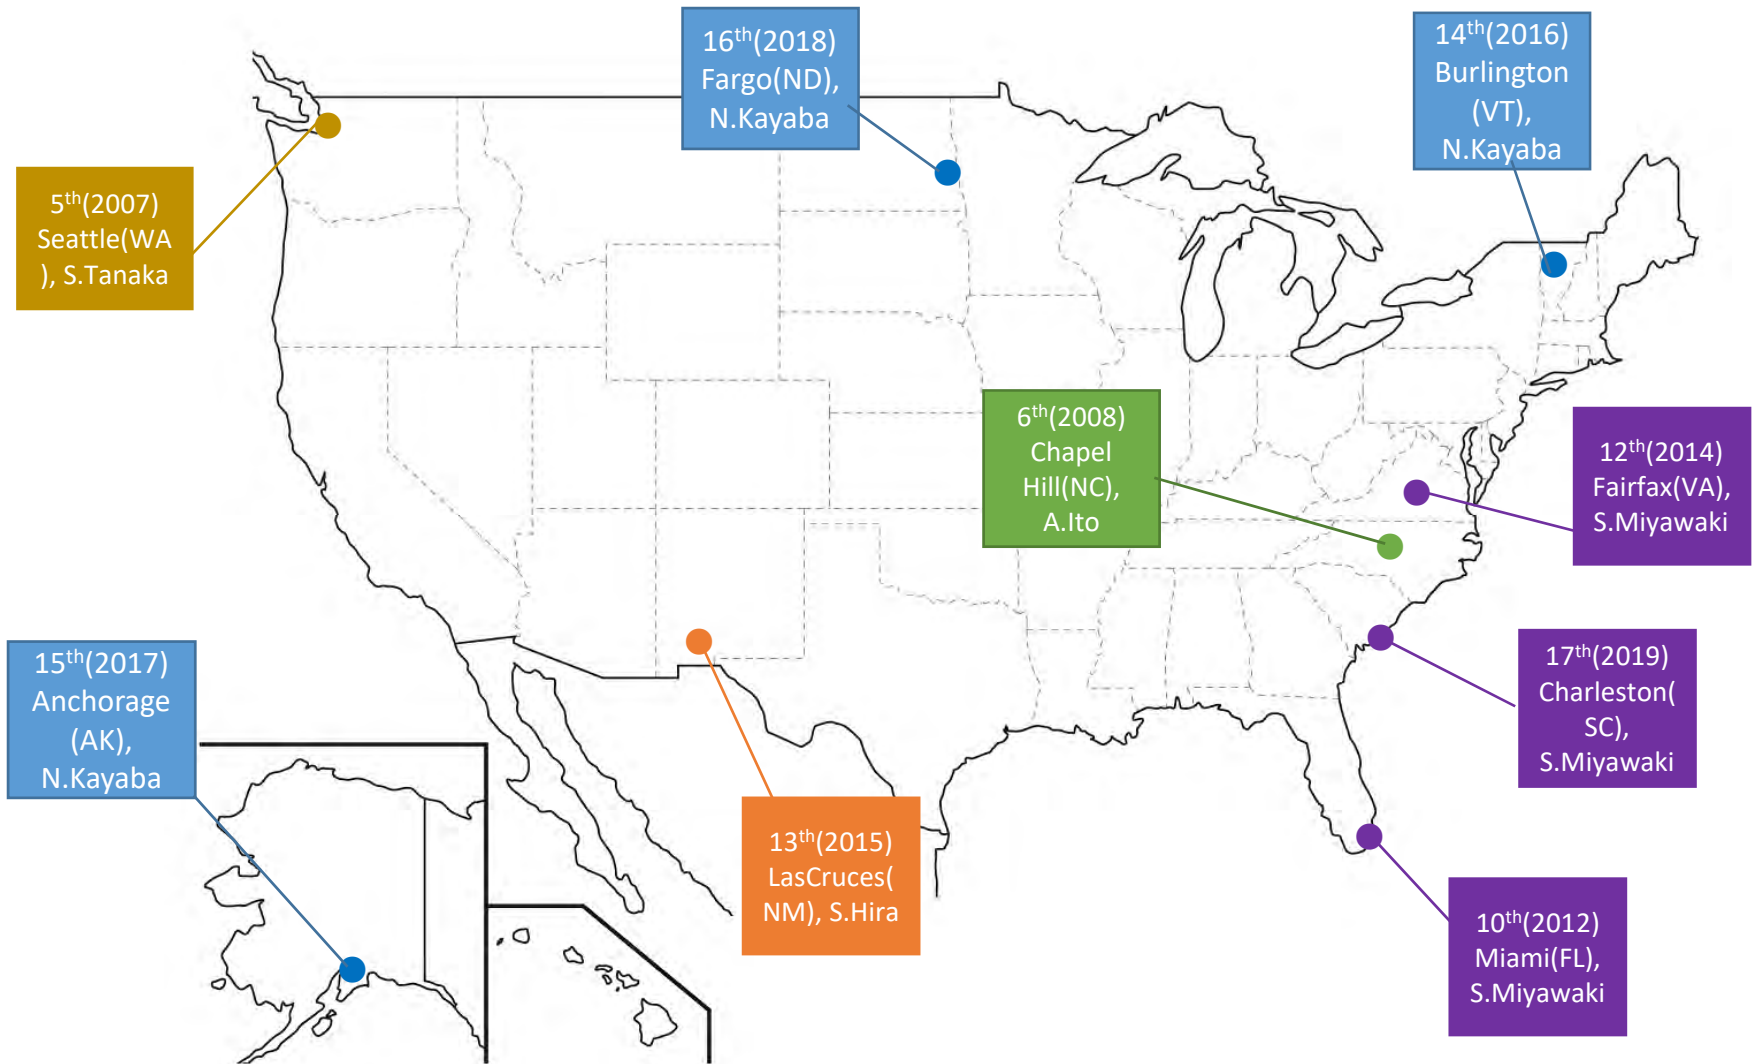 16th(2018)
Fargo(ND),
N.Kayaba
14th(2016)
Burlington
(VT),
N.Kayaba
5th(2007)
Seattle(WA
), S.Tanaka
6th(2008)
Chapel
Hill(NC),
A.Ito
12th(2014)
Fairfax(VA),
S.Miyawaki
15th(2017)
Anchorage
(AK),
N.Kayaba
17th(2019)
Charleston(
SC),
S.Miyawaki
13th(2015)
LasCruces(
NM), S.Hira
10th(2012)
Miami(FL),
S.Miyawaki